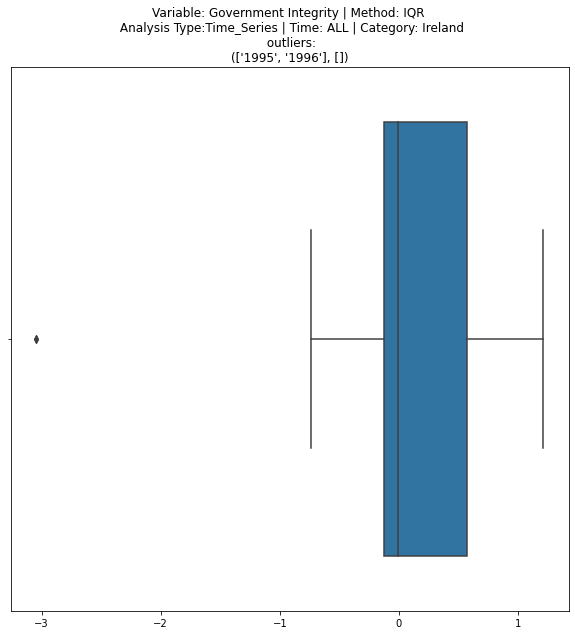 Variable: Government Integrity | Method: IQR
Analysis Type:Time_Series | Time: ALL | Category: Ireland
outliers:
(['1995', '1996'], [])
−3
−2
−1
0
1